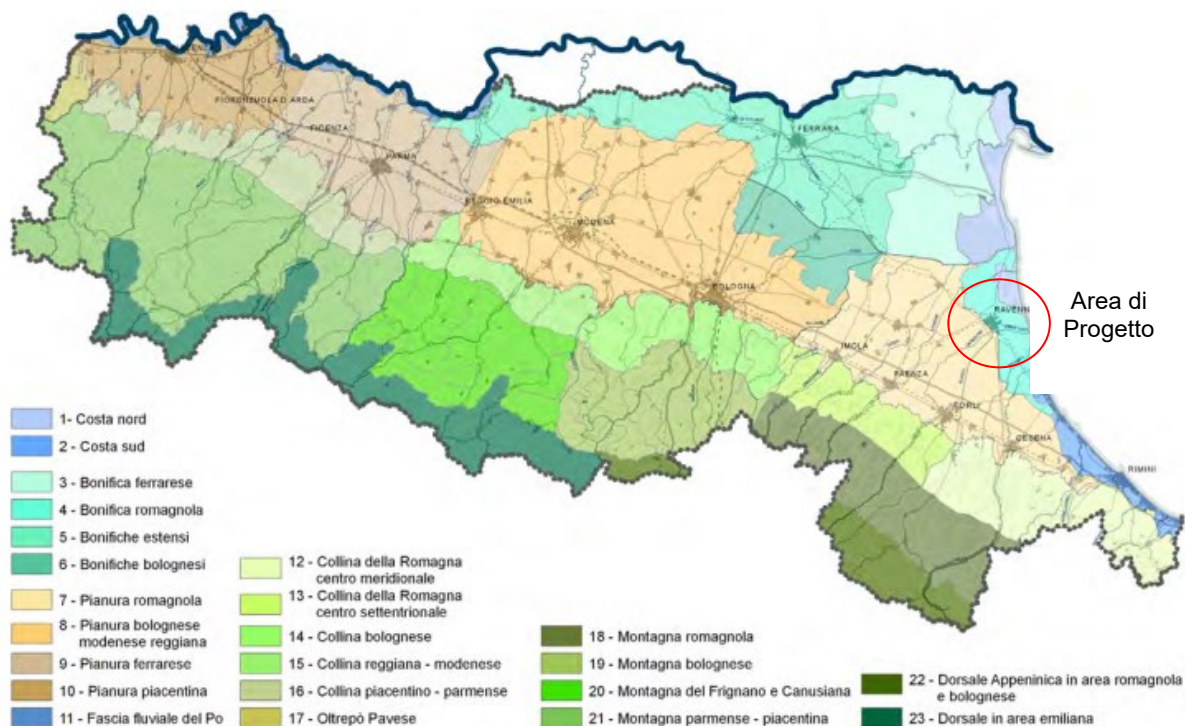 FIORENZUOLA D'ARDA
FIDENZA
PARMA
REGGIO EMILIA
MODENA
BOLOGNA
FERRARA
RAVENN
IMOLA
FAENZA
FORLI
CESENA
RIMINI
Area di
Progetto
1- Costa nord
2 - Costa sud
3 - Bonifica ferrarese
4 - Bonifica romagnola
5 - Bonifiche estensi
6 - Bonifiche bolognesi
7 - Pianura romagnola
8 - Pianura bolognese
modenese reggiana
9 - Pianura ferrarese
10 - Pianura piacentina
11 - Fascia fluviale del Po
12 - Collina della Romagna
centro meridionale
13 - Collina della Romagna
centro settentrionale
14 - Collina bolognese
15 - Collina reggiana - modenese
16 - Collina piacentino - parmense
17 - Oltrepò Pavese
18 - Montagna romagnola
19 - Montagna bolognese
20 - Montagna del Frignano e Canusiana
21 - Montagna parmense - piacentina
22 - Dorsale Appeninica in area romagnola
e bolognese
23 - Dorsale in area emiliana